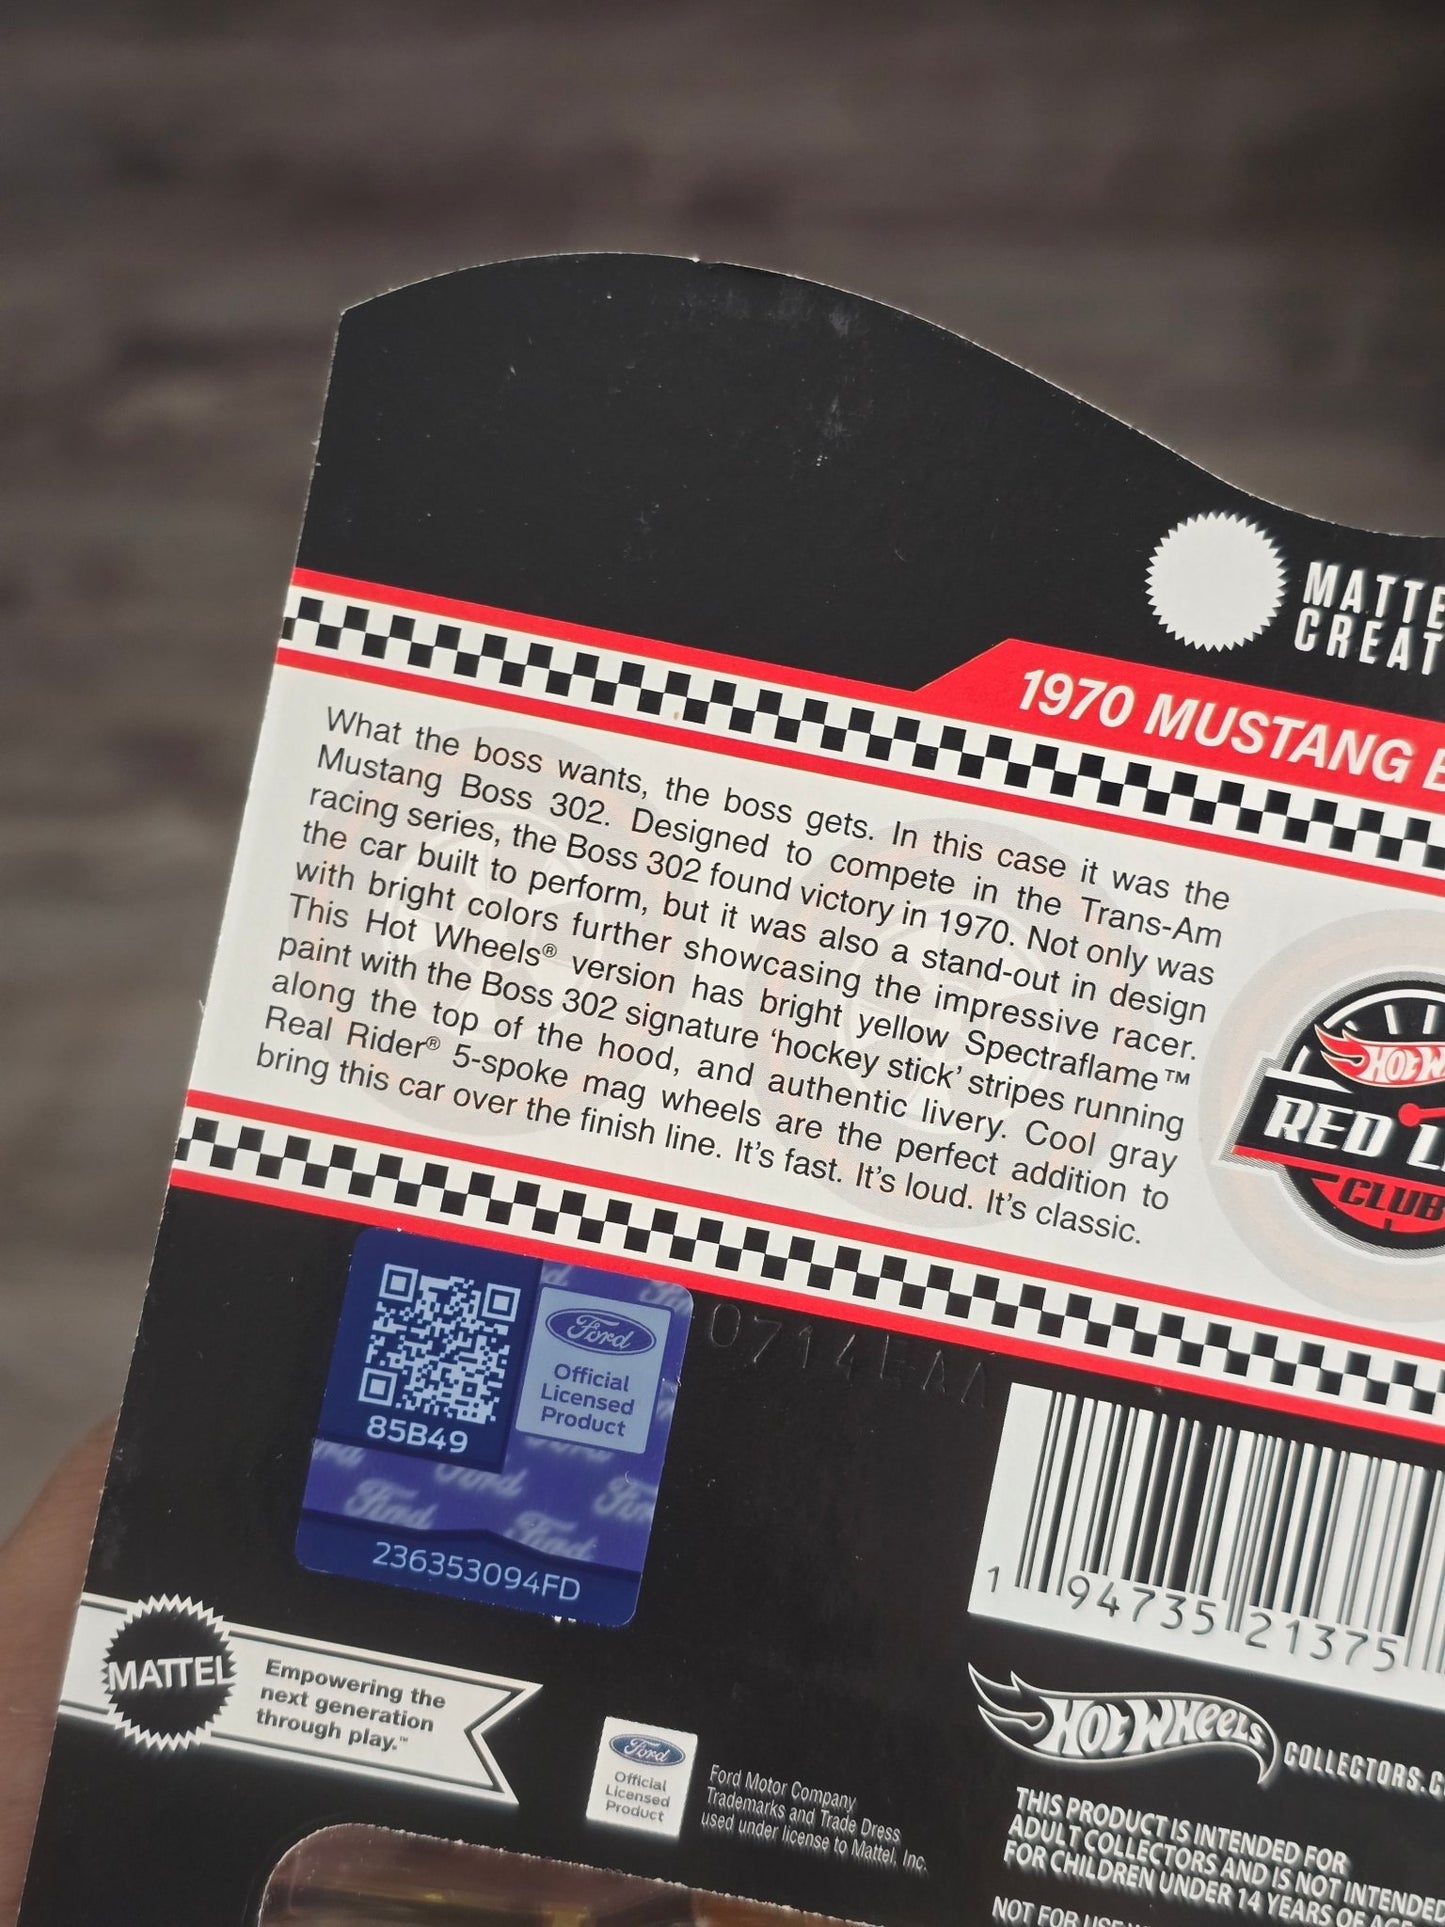 1970 MUSTANG
What the boss wants, the boss gets. In this case it was the
Mustang Boss 302. Designed to compete in the Trans-Am
racing series, the Boss 302 found victory in 1970. Not only was
the car built to perform, but it was also a stand-out in design
with bright colors further showcasing the impressive racer.
This Hot Wheels® version has bright yellow Spectraflame™
paint with the Boss 302 signature ‘hockey stick’ stripes running
along the top of the hood, and authentic livery. Cool gray
Real Rider® 5-spoke mag wheels are the perfect addition to
bring this car over the finish line. It’s fast. It’s loud. It’s classic.
RED
CLUB
Ford
Official
Licensed
Product
85B49
236353094FD
0714
1 94735 21375
MATTEL
Empowering the
next generation
through play.™
Ford
Official
Licensed
Product
Ford Motor Company
Trademarks and Trade Dress
used under license to Mattel, Inc.
HOT WHEELS
COLLECTORS.C
THIS PRODUCT IS INTENDED FOR
ADULT COLLECTORS AND IS NOT INTENDED
FOR CHILDREN UNDER 14 YEARS OF
NOT FOR USE